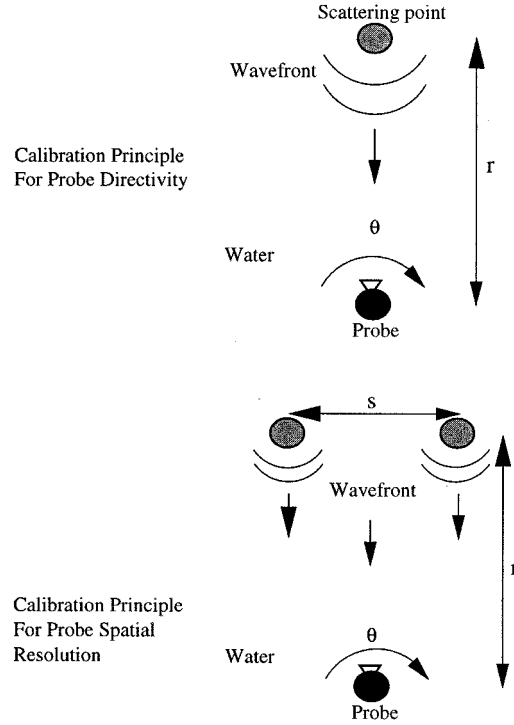 Scattering point
Wavefront
Calibration Principle
For Probe Directivity
r
θ
Water
Probe
s
Wavefront
r
Calibration Principle
For Probe Spatial
Resolution
θ
Water
Probe